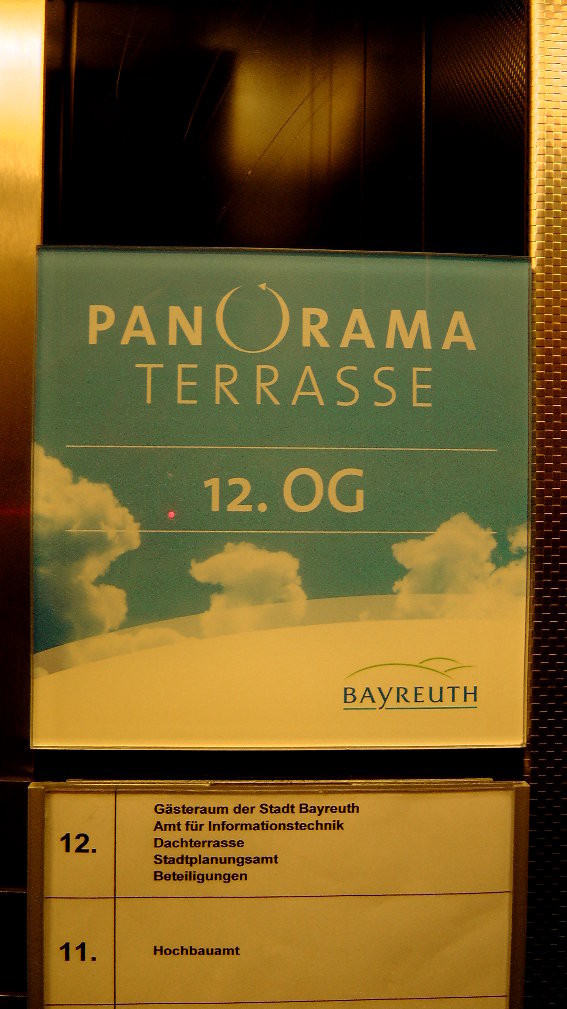 PANORAMA
TERRASSE
12. OG
BAYREUTH
12.
Gästeraum der Stadt Bayreuth
Amt für Informationstechnik
Dachterrasse
Stadtplanungsamt
Beteiligungen
11.
Hochbauamt